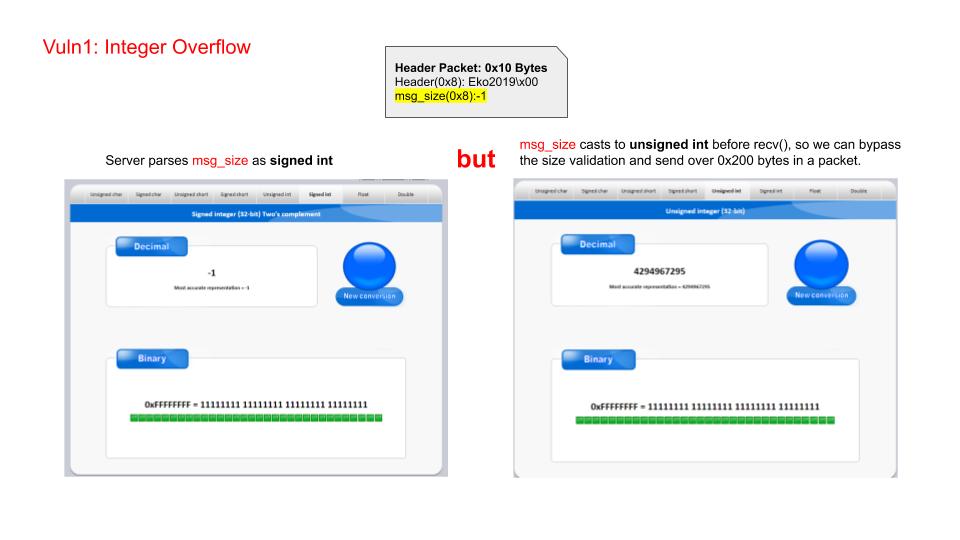 Vuln1: Integer Overflow
Header Packet: 0x10 Bytes
Header(0x8): Eko2019\x00
msg_size(0x8):-1
Server parses msg_size as signed int
but
msg_size casts to unsigned int before recv(), so we can bypass
the size validation and send over 0x200 bytes in a packet.
Unsigned char Signed char Unsigned short Signed short Unsigned int Signed int Float Double
Signed integer (32-bit) Two's complement
Decimal
-1
Most accurate representation = -1
New conversion
Binary
0xFFFFFFFF = 11111111 11111111 11111111 11111111
Unsigned char Signed char Unsigned short Signed short Unsigned int Signed int Float Double
Unsigned integer (32-bit)
Decimal
4294967295
Most accurate representation = 4294967295
New conversion
Binary
0xFFFFFFFF = 11111111 11111111 11111111 11111111